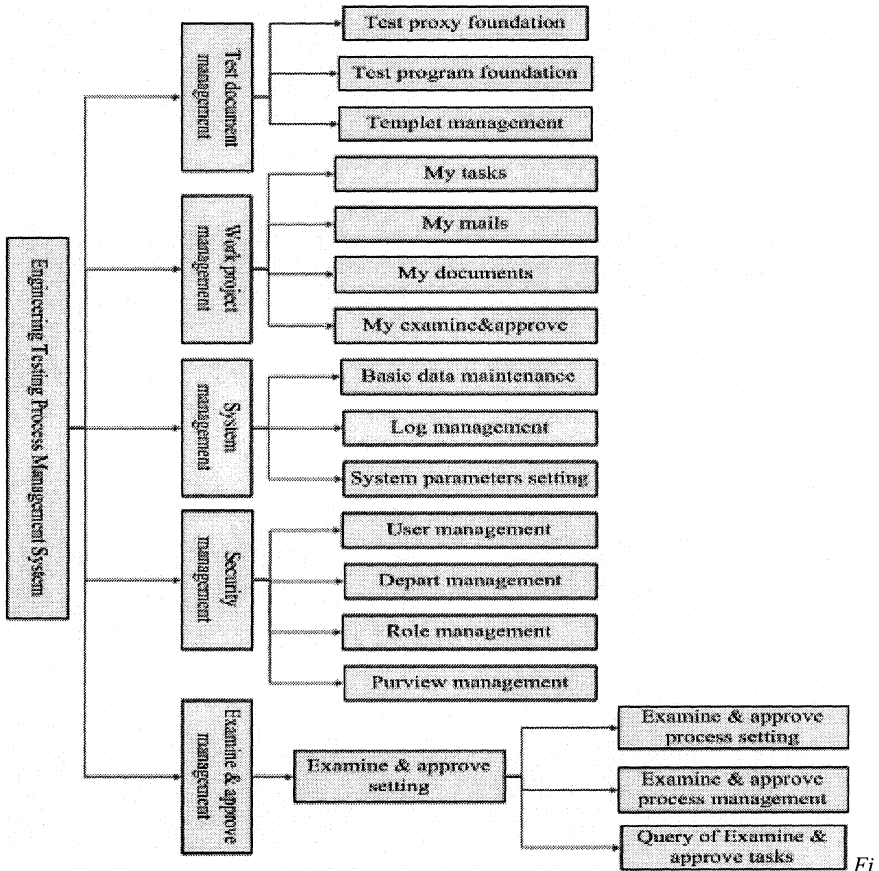 Engineering Testing Process Management System
Test document
management
Test proxy foundation
Test program foundation
Templet management
Work project
management
My tasks
My mails
My documents
My examine&approve
System
management
Basic data maintenance
Log management
System parameters setting
Security
management
User management
Depart management
Role management
Purview management
Examine & approve
management
Examine & approve
setting
Examine & approve
process setting
Examine & approve
process management
Query of Examine &
approve tasks
Fi